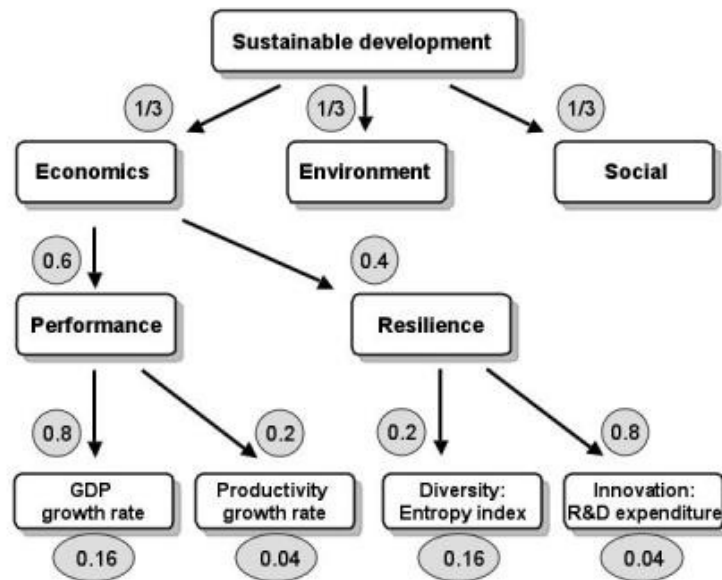 Sustainable development
1/3
1/3
1/3
Economics
Environment
Social
0.6
0.4
Performance
Resilience
0.8
0.2
0.2
0.8
GDP
growth rate
Productivity
growth rate
Diversity:
Entropy index
Innovation:
R&D expenditure
0.16
0.04
0.16
0.04